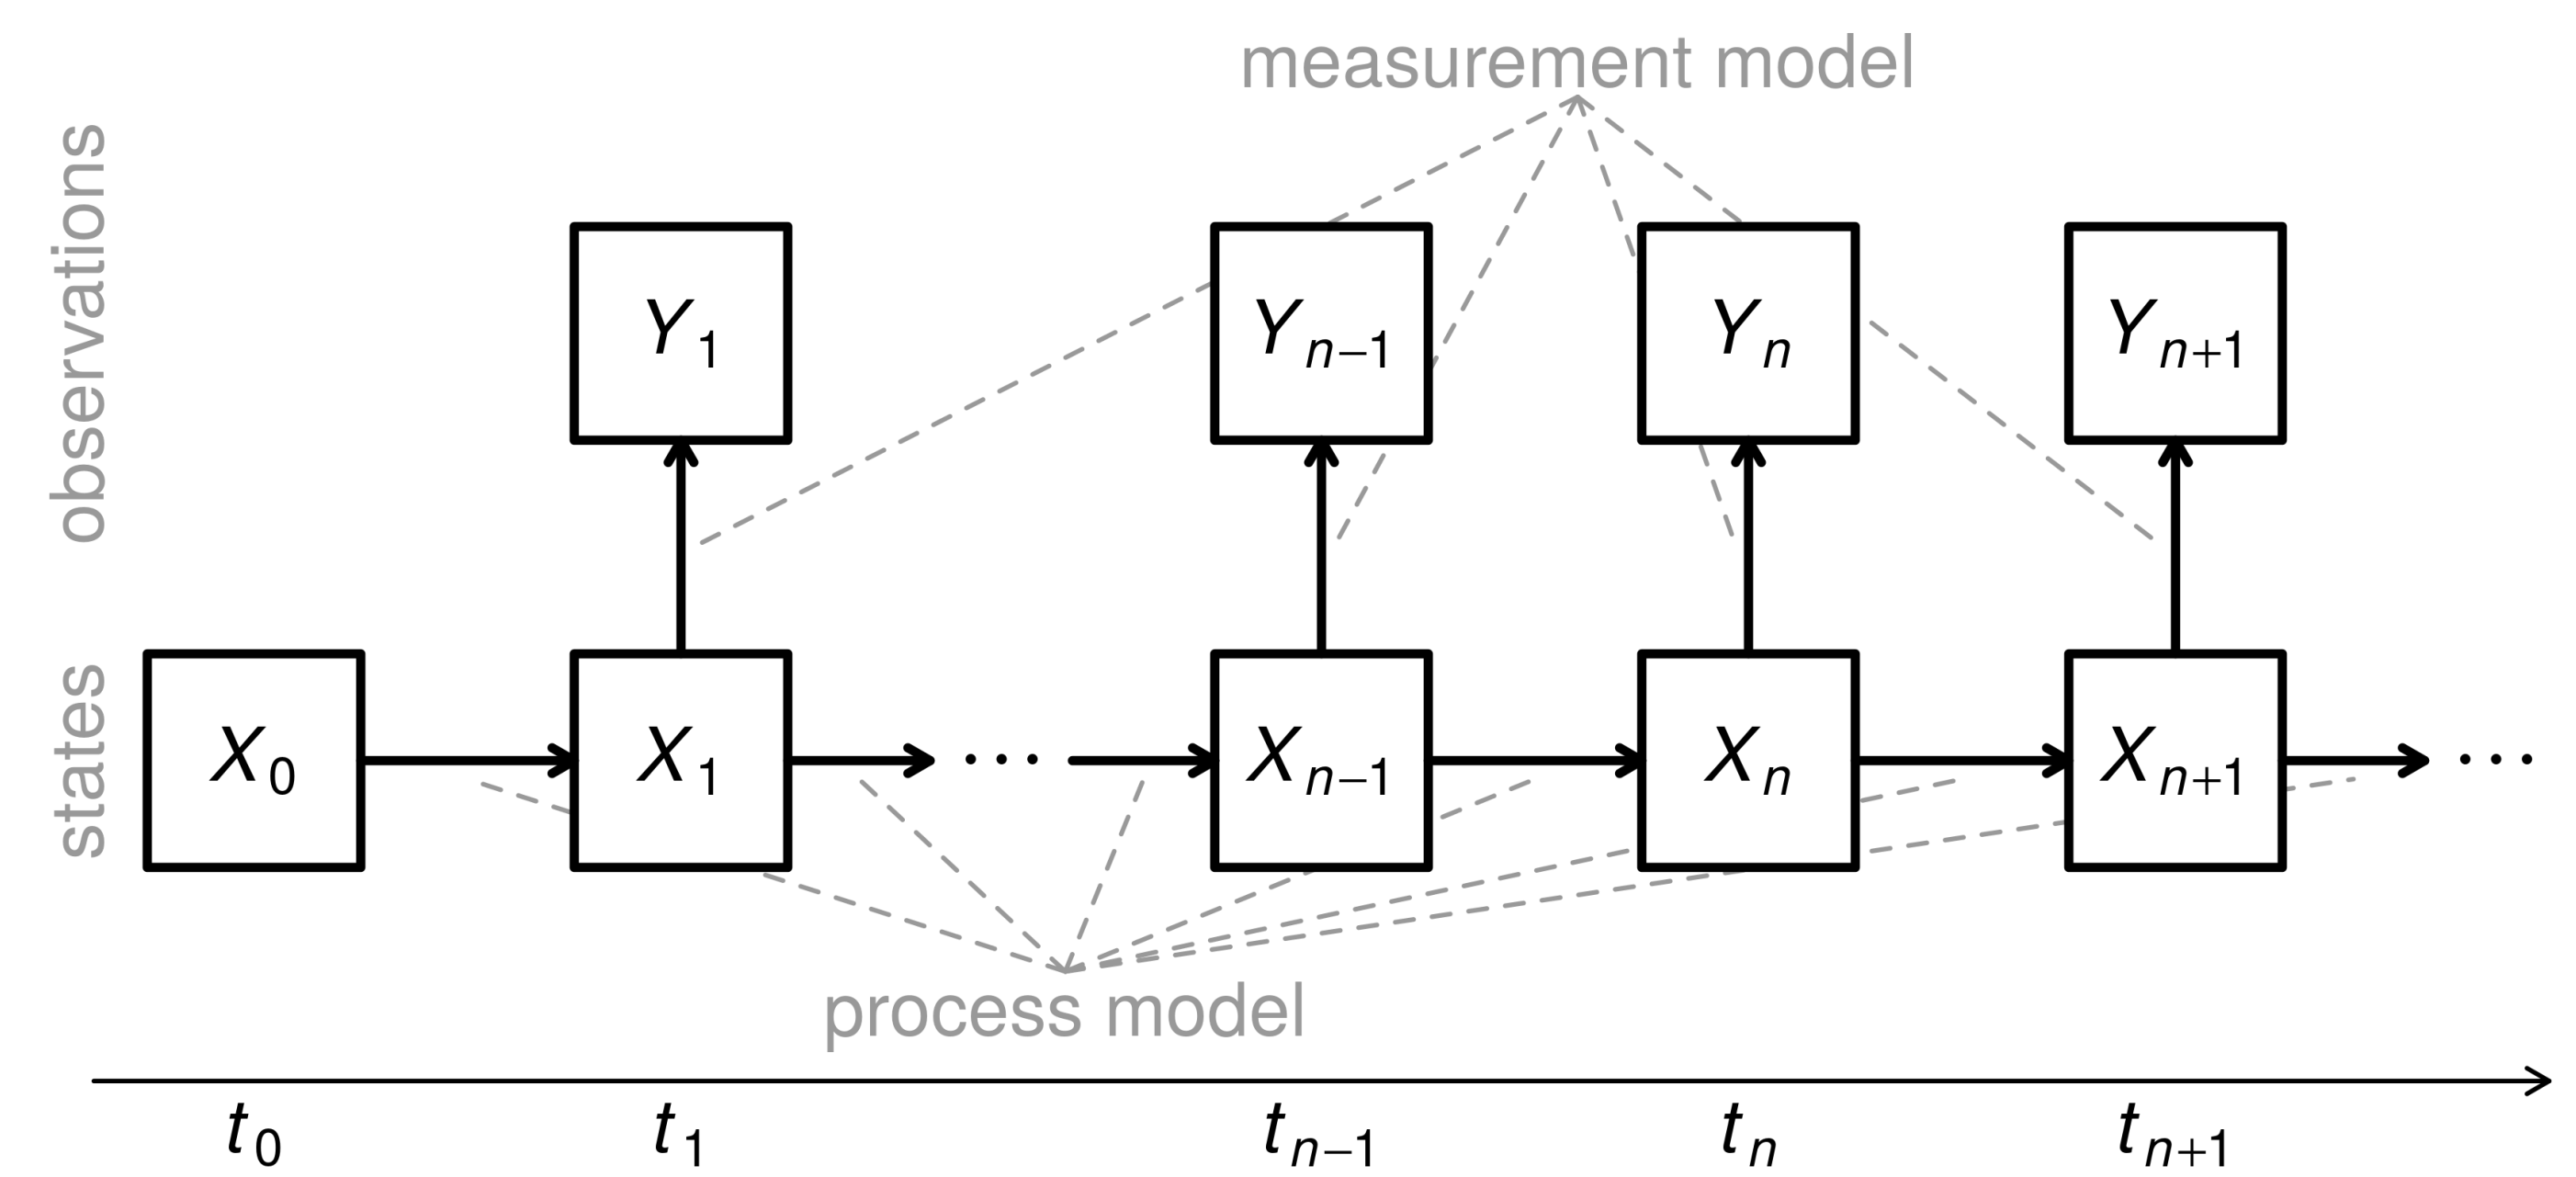 measurement model
observations
Y1 Yn−1 Yn Yn+1
states
X0 X1 ··· Xn−1 Xn Xn+1 ···
process model
t0 t1 tn−1 tn tn+1